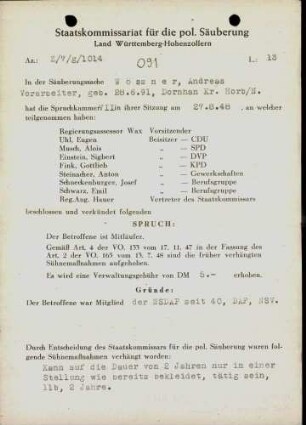 Staatskommissariat für die pol. Säuberung
Land Württemberg-Hohenzollern
Az.: Z/V/g/1014
091
L: 13
In der Säuberungssache W o s s n e r, Andreas
Vorarbeiter, geb. 28.6.91, Dornhan Kr. Horb/N.
hat die Spruchkammer III in ihrer Sitzung am 27.8.48 , an welcher
teilgenommen haben:
Regierungsassessor Wax Vorsitzender
Uhl, Eugen Beisitzer — CDU
Musch, Alois „ — SPD
Einstein, Sigbert „ — DVP
Fink, Gottlieb „ — KPD
Steinacher, Anton „ — Gewerkschaften
Schneckenburger, Josef „ — Berufsgruppe
Schwarz, Emil „ — Berufsgruppe
Reg.Ang. Hauer Vertreter des Staatskommissars
beschlossen und verkündet folgenden
SPRUCH:
Der Betroffene ist Mitläufer.
Gemäß Art. 4 der VO. 133 vom 17. 11. 47 in der Fassung des
Art. 2 der VO. 165 vom 13. 7. 48 sind die früher verhängten
Sühnemaßnahmen aufgehoben.
Es wird eine Verwaltungsgebühr von DM 5.- erhoben.
Gründe:
Der Betroffene war Mitglied der NSDAP seit 40, DAF, NSV.
Durch Entscheidung des Staatskommissars für die pol. Säuberung waren fol-
gende Sühnemaßnahmen verhängt worden:
Kann auf die Dauer von 2 Jahren nur in einer
Stellung wie bereits bekleidet, tätig sein,
2 Jahre.